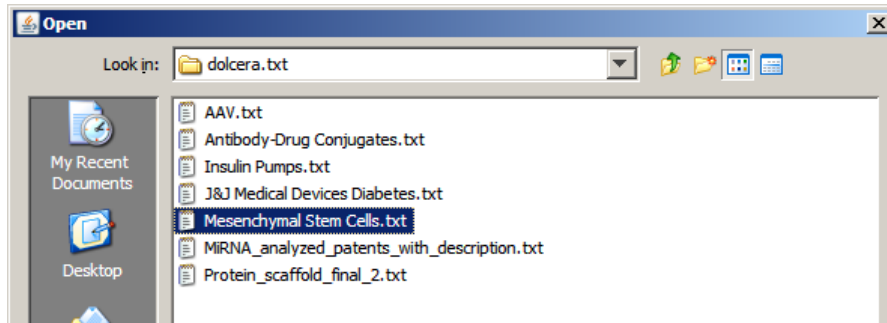 Open
Look in: dolcera.txt
My Recent
Documents
Desktop
AAV.txt
Antibody-Drug Conjugates.txt
Insulin Pumps.txt
J&J Medical Devices Diabetes.txt
Mesenchymal Stem Cells.txt
MiRNA_analyzed_patents_with_description.txt
Protein_scaffold_final_2.txt